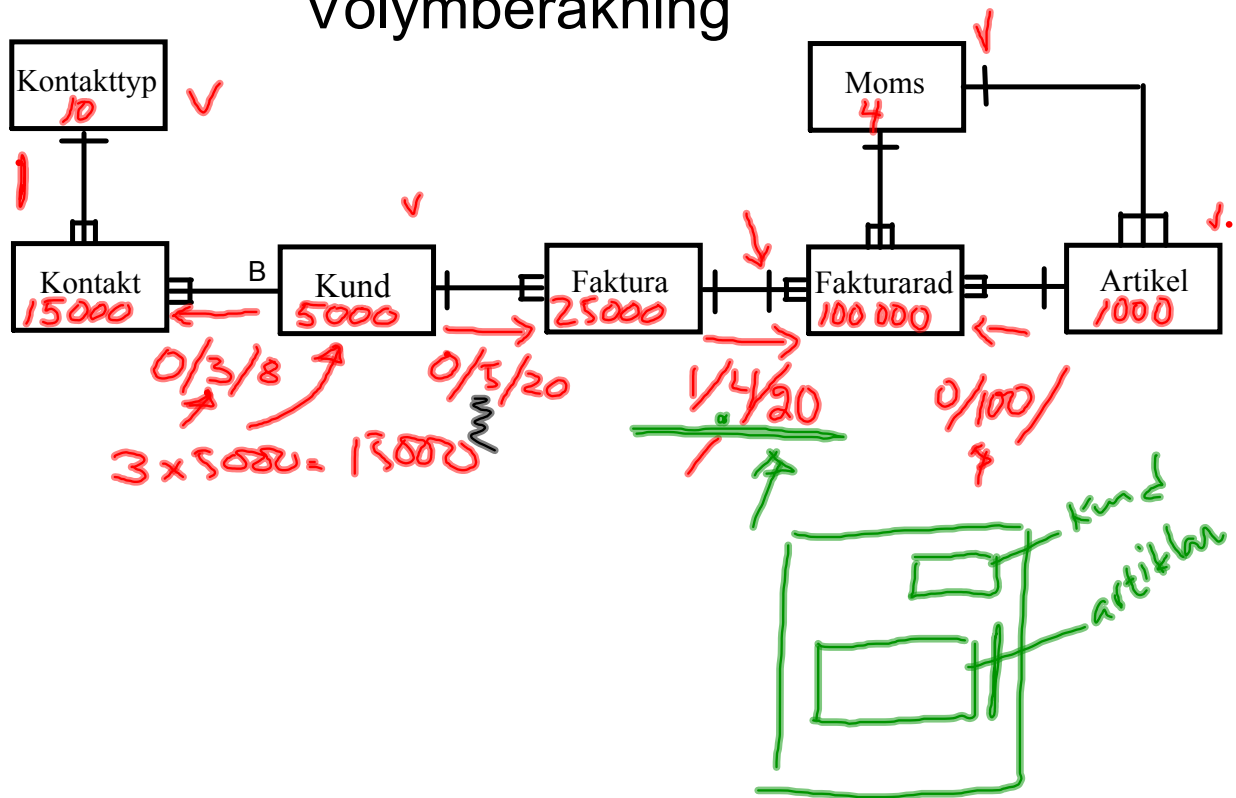 Volymberäkning
Kontakttyp
10
Moms
4
Kontakt
15000
B
Kund
5000
Faktura
25000
Fakturarad
100 000
Artikel
1000
0/3/8
0/5/20
1/4/20
0/100/
3 x 5000 = 15000
kund
artiklar